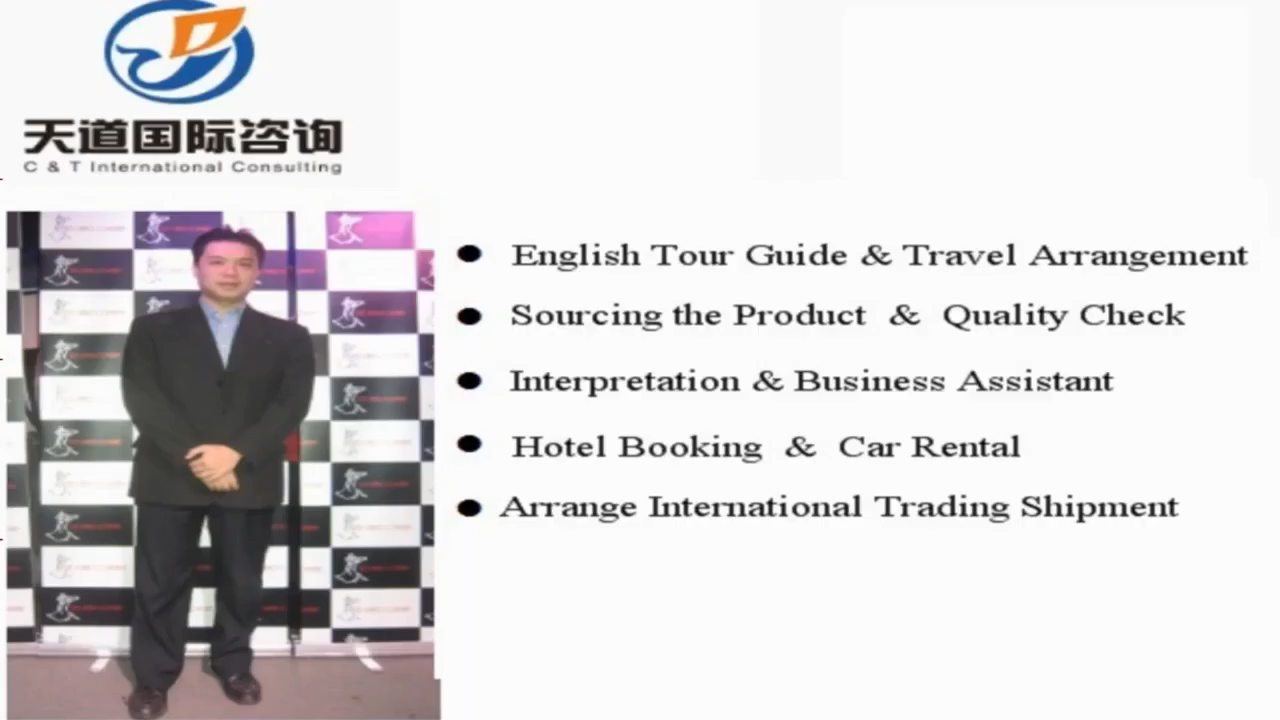 天道国际咨询
C & T International Consulting
● English Tour Guide & Travel Arrangement
● Sourcing the Product & Quality Check
● Interpretation & Business Assistant
● Hotel Booking & Car Rental
● Arrange International Trading Shipment